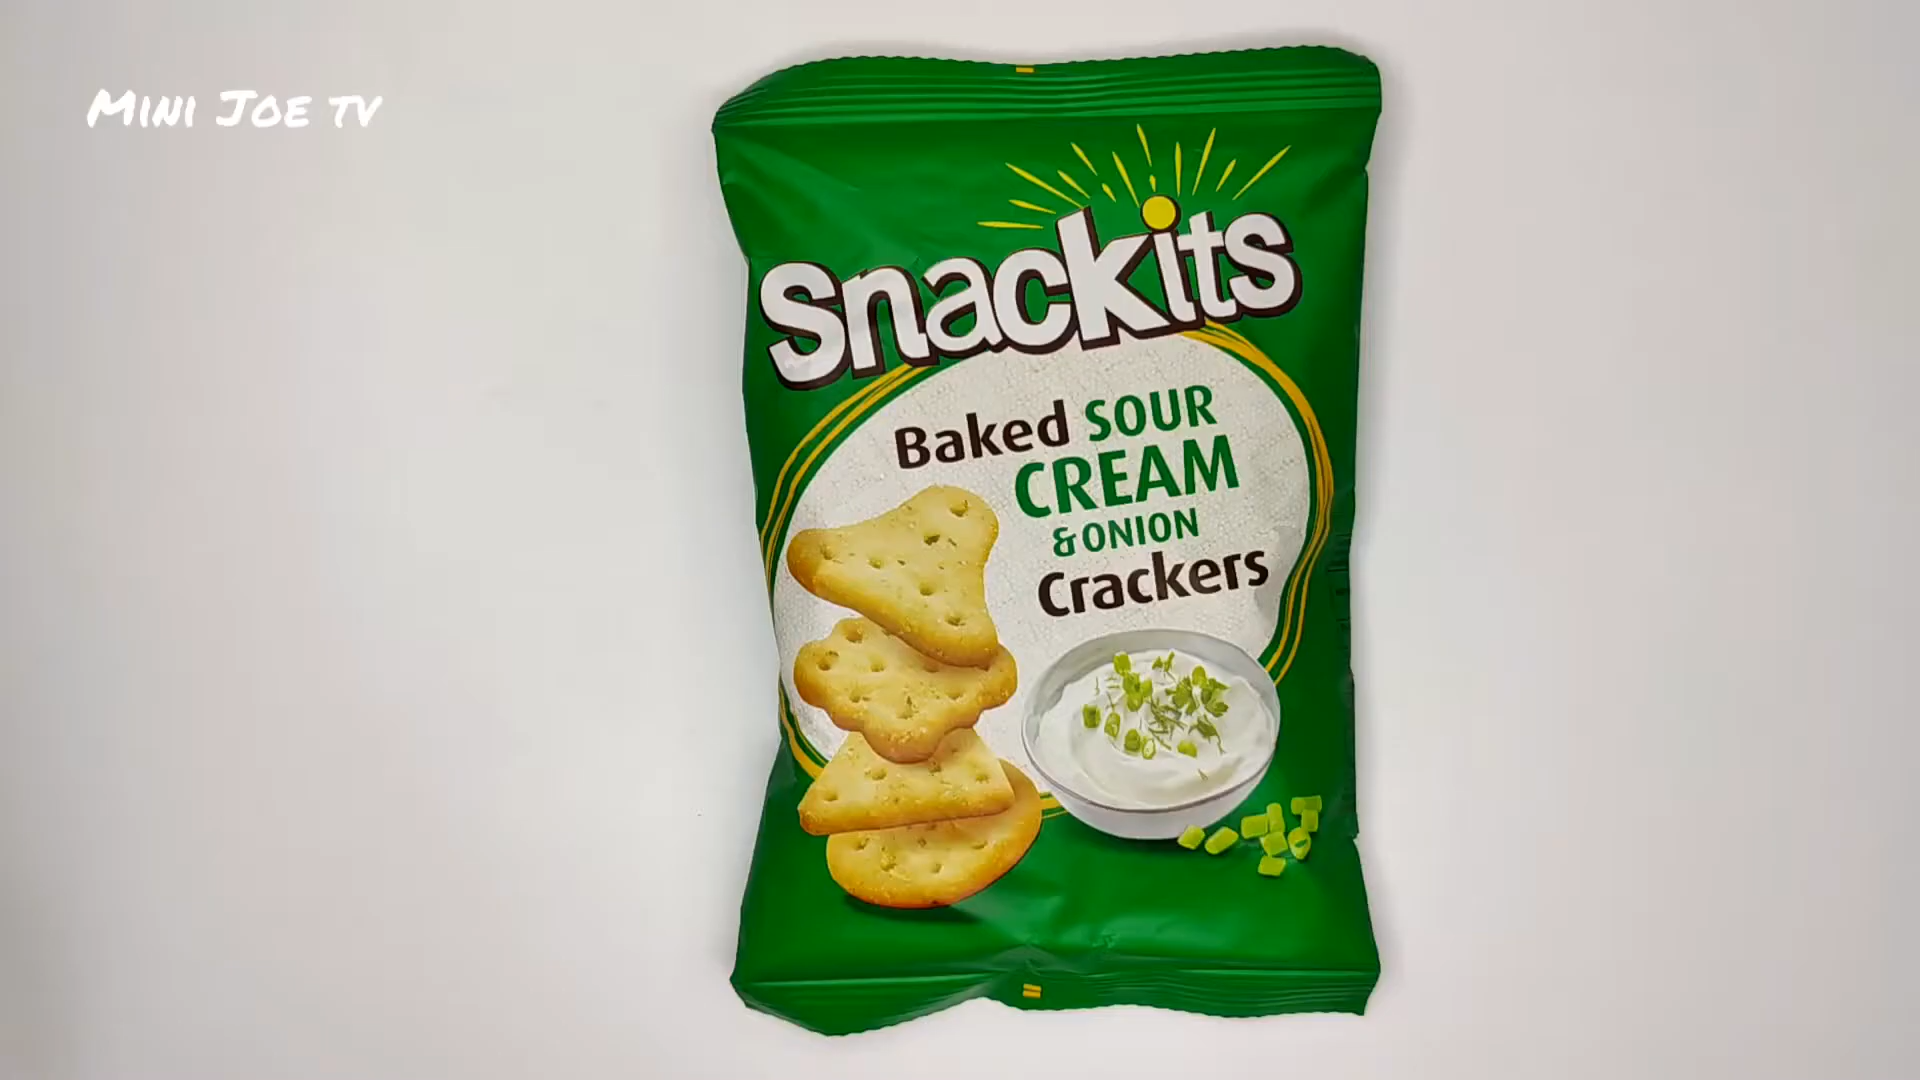 Mini Joe tv
Snackits
Baked SOUR
CREAM
& ONION
Crackers